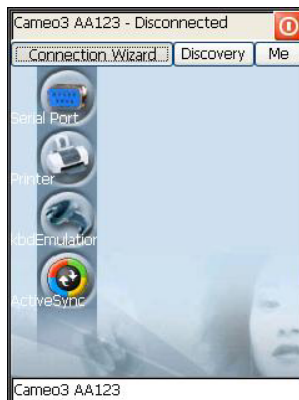 Cameo3 AA123 - Disconnected
Connection Wizard Discovery Me
Serial Port
Printer
kbdEmulation
ActiveSync
Cameo3 AA123